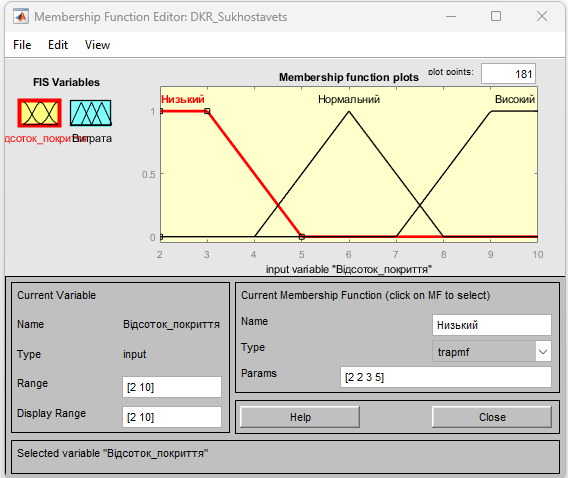 Membership Function Editor: DKR_Sukhostavets
File Edit View
FIS Variables
Membership function plots
plot points:
181
Низький
Нормальний
Високий
ідсоток_покриття
Витрата
1
0.5
0
2 3 4 5 6 7 8 9 10
input variable "Відсоток_покриття"
Current Variable
Name Відсоток_покриття
Type input
Range [2 10]
Display Range [2 10]
Current Membership Function (click on MF to select)
Name Низький
Type trapmf
Params [2 2 3 5]
Help
Close
Selected variable "Відсоток_покриття"